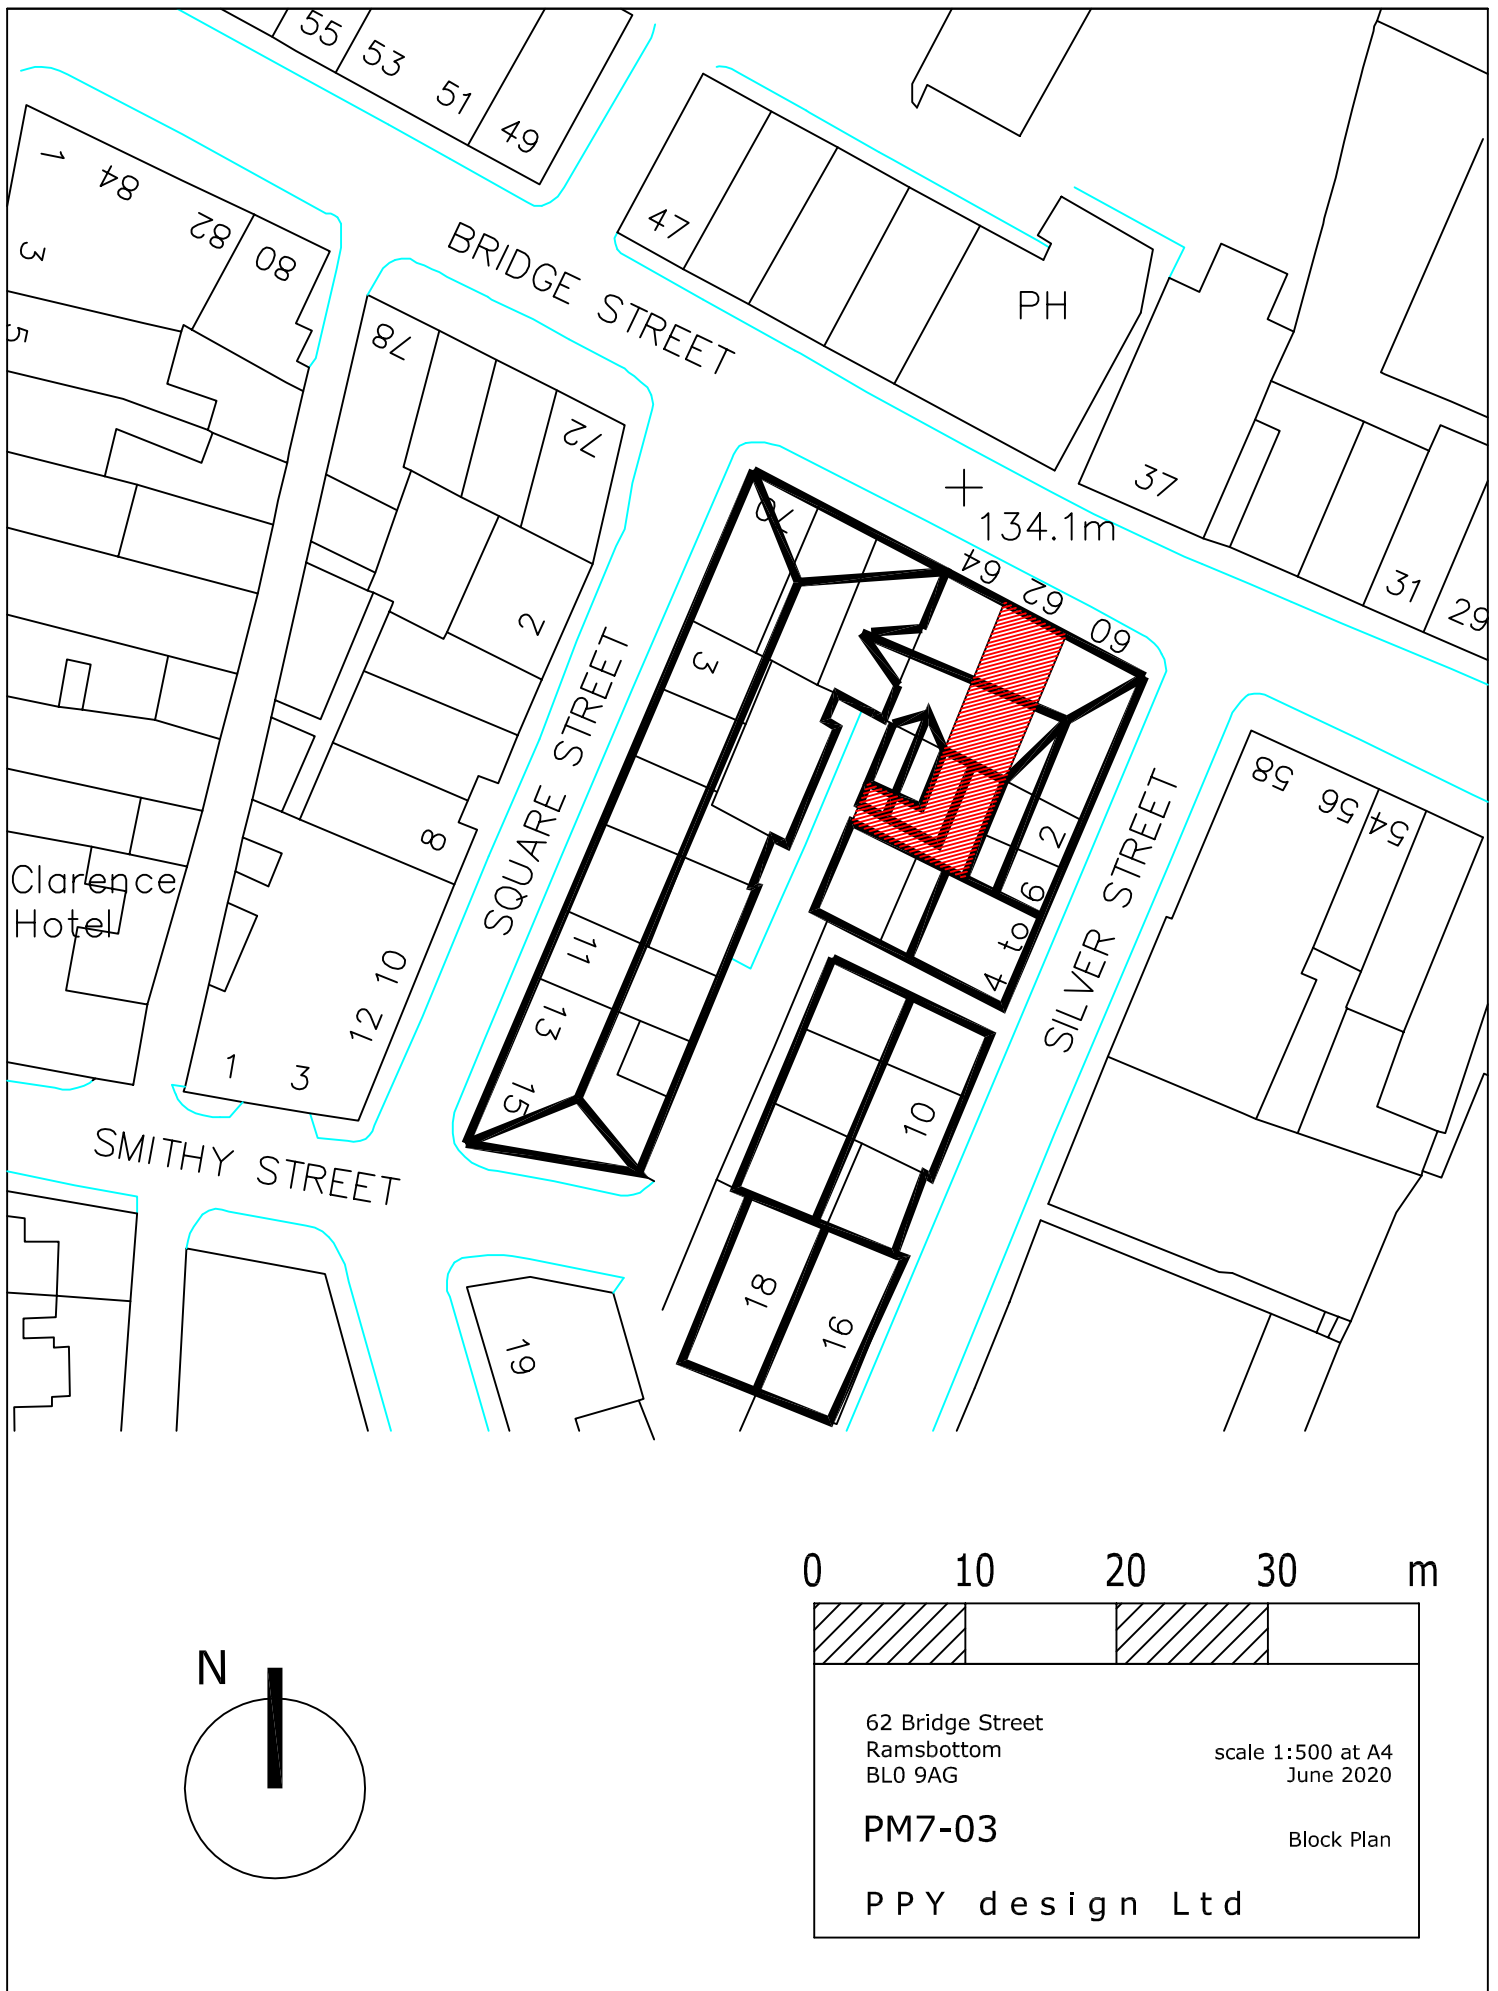 55
53
51
49
1
84
82
80
3
5
47
BRIDGE STREET
PH
78
72
37
134.1m
31
29
70
64
62
60
2
3
SQUARE STREET
58
56
54
2
8
6
to
4
SILVER STREET
Clarence
Hotel
11
10
12
13
1
3
15
10
SMITHY STREET
18
16
19
0 10 20 30 m
N
62 Bridge Street
Ramsbottom
BL0 9AG
scale 1:500 at A4
June 2020
PM7-03
Block Plan
PPY design Ltd